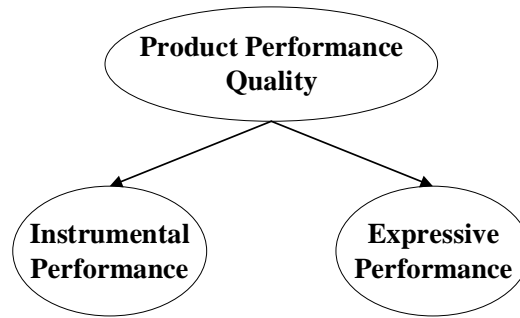 Product Performance
Quality
Instrumental
Performance
Expressive
Performance